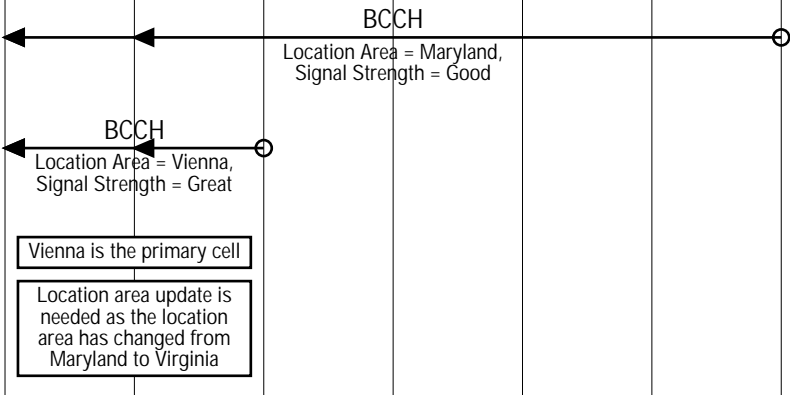 BCCH
Location Area = Maryland,
Signal Strength = Good
BCCH
Location Area = Vienna,
Signal Strength = Great
Vienna is the primary cell
Location area update is
needed as the location
area has changed from
Maryland to Virginia